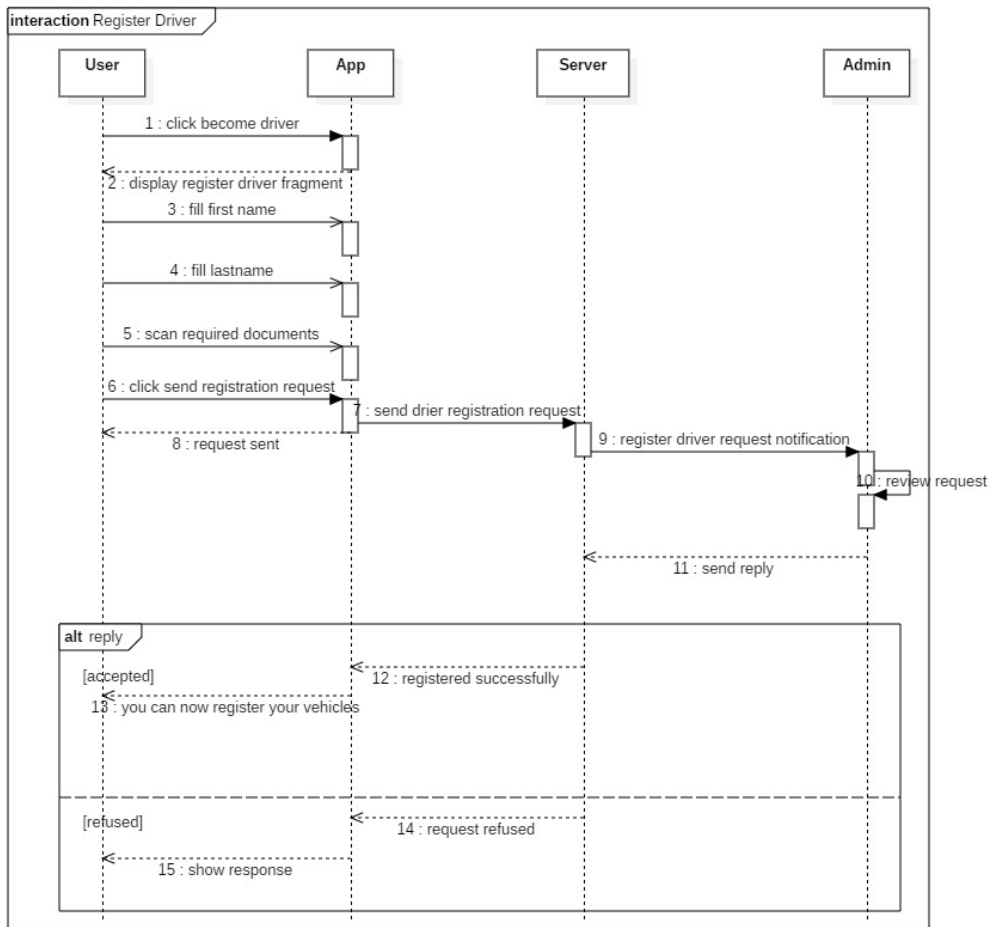 interaction Register Driver
User
App
Server
Admin
1 : click become driver
2 : display register driver fragment
3 : fill first name
4 : fill lastname
5 : scan required documents
6 : click send registration request
7 : send drier registration request
8 : request sent
9 : register driver request notification
10 : review request
11 : send reply
alt reply
[accepted]
12 : registered successfully
13 : you can now register your vehicles
[refused]
14 : request refused
15 : show response